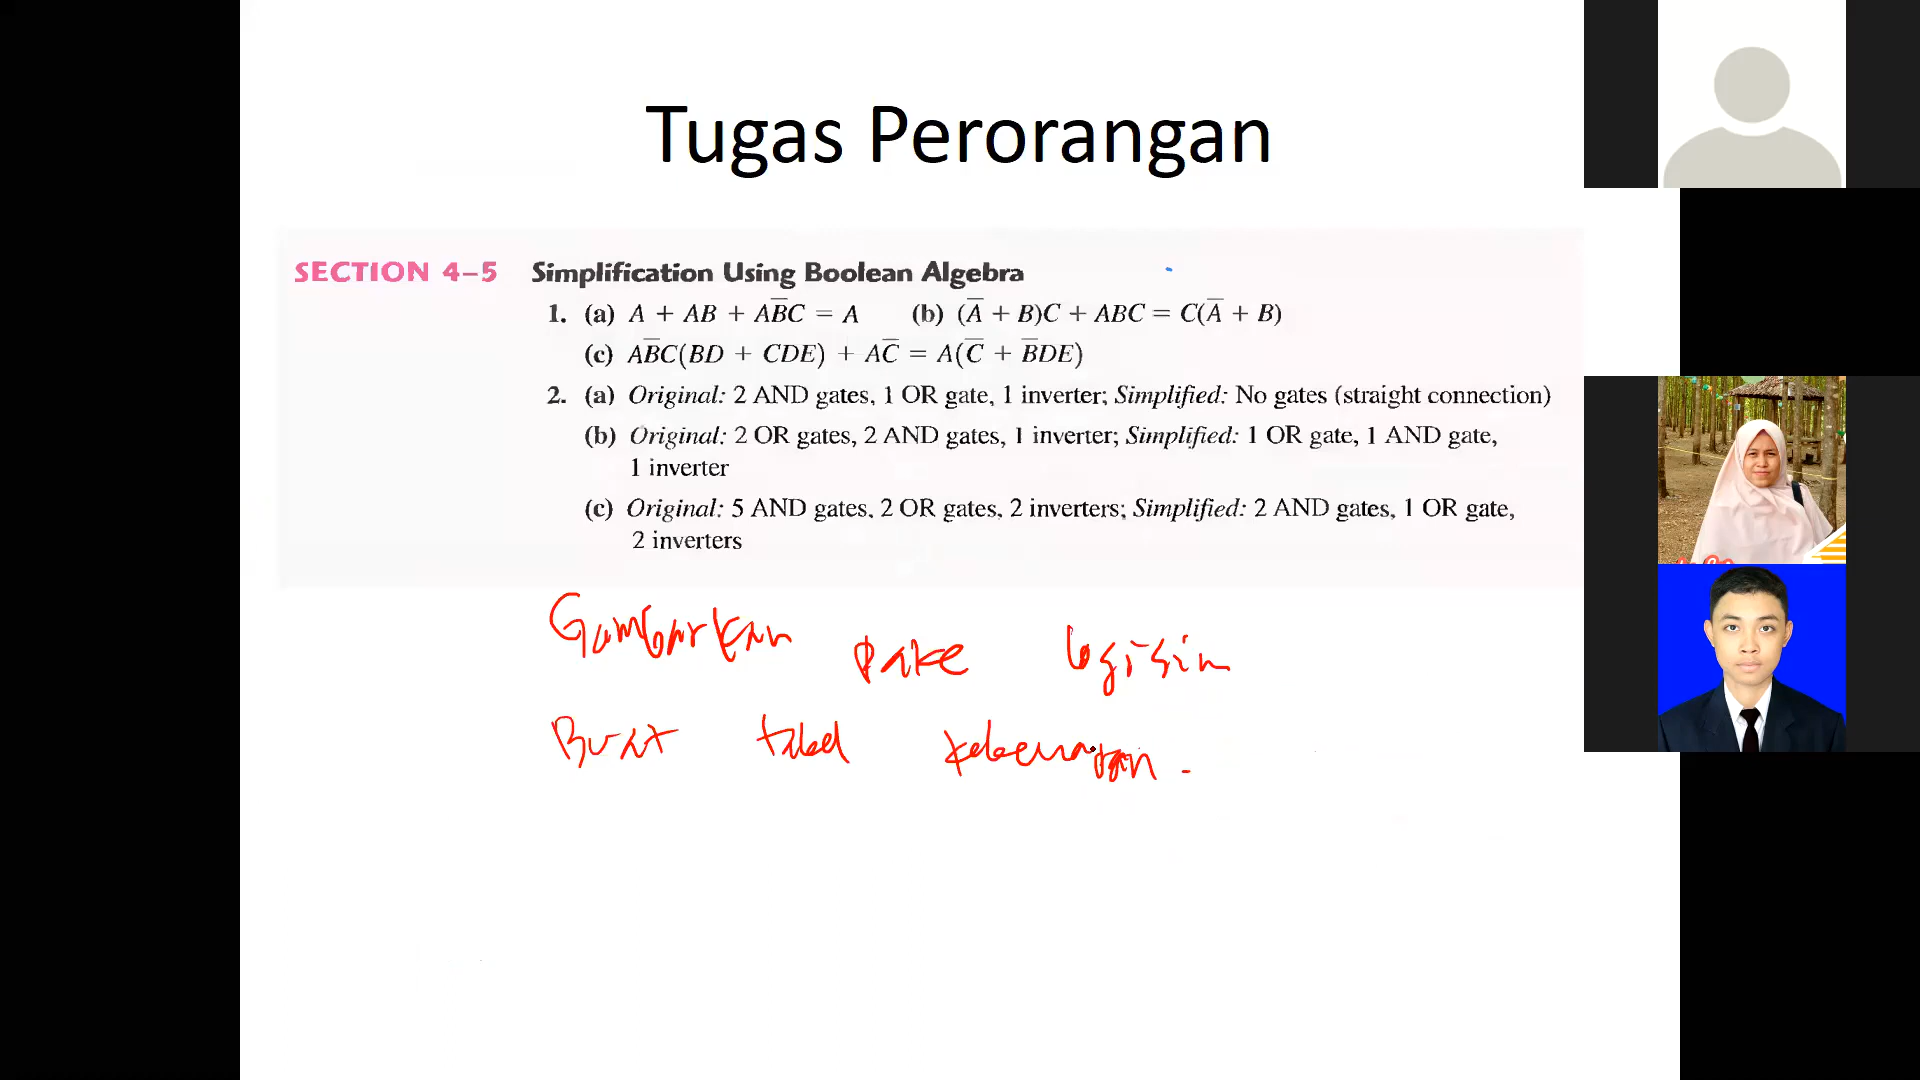 Tugas Perorangan
SECTION 4–5 Simplification Using Boolean Algebra
1. (a) A + AB + AB̅C = A (b) (A̅ + B)C + ABC = C(A̅ + B)
(c) AB̅C(BD + CDE) + AC̅ = A(C̅ + B̅DE)
2. (a) Original: 2 AND gates, 1 OR gate, 1 inverter; Simplified: No gates (straight connection)
(b) Original: 2 OR gates, 2 AND gates, 1 inverter; Simplified: 1 OR gate, 1 AND gate,
1 inverter
(c) Original: 5 AND gates, 2 OR gates, 2 inverters; Simplified: 2 AND gates, 1 OR gate,
2 inverters
Gambarkan pake logisim
Buat tabel kebenaran.